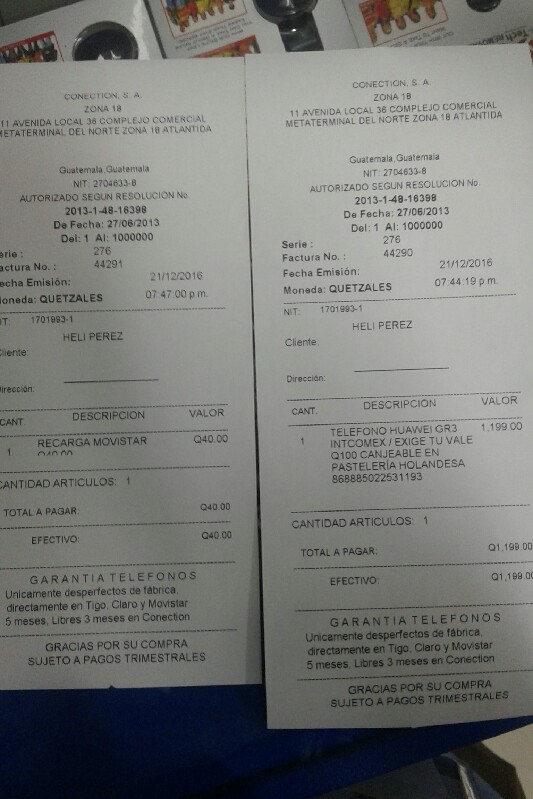 CONECTION, S. A.
ZONA 18
11 AVENIDA LOCAL 36 COMPLEJO COMERCIAL
METATERMINAL DEL NORTE ZONA 18 ATLANTIDA
Guatemala,Guatemala
NIT: 2704633-8
AUTORIZADO SEGUN RESOLUCION No.
2013-1-48-16398
De Fecha: 27/06/2013
Del: 1 Al: 1000000
Serie : 276
Factura No. : 44291
Fecha Emisión: 21/12/2016
Moneda: QUETZALES 07:47:00 p.m.
NIT: 1701993-1
HELI PEREZ
Cliente:
Dirección:
CANT. DESCRIPCION VALOR
1 RECARGA MOVISTAR Q40.00
CANTIDAD ARTICULOS: 1
TOTAL A PAGAR: Q40.00
EFECTIVO: Q40.00
GARANTIA TELEFONOS
Unicamente desperfectos de fábrica,
directamente en Tigo, Claro y Movistar
5 meses, Libres 3 meses en Conection
GRACIAS POR SU COMPRA
SUJETO A PAGOS TRIMESTRALES
CONECTION, S. A.
ZONA 18
11 AVENIDA LOCAL 36 COMPLEJO COMERCIAL
METATERMINAL DEL NORTE ZONA 18 ATLANTIDA
Guatemala,Guatemala
NIT: 2704633-8
AUTORIZADO SEGUN RESOLUCION No.
2013-1-48-16398
De Fecha: 27/06/2013
Del: 1 Al: 1000000
Serie : 276
Factura No. : 44290
Fecha Emisión: 21/12/2016
Moneda: QUETZALES 07:44:19 p.m.
NIT: 1701993-1
HELI PEREZ
Cliente:
Dirección:
CANT. DESCRIPCION VALOR
1 TELEFONO HUAWEI GR3 1,199.00
INTCOMEX / EXIGE TU VALE
Q100 CANJEABLE EN
PASTELERÍA HOLANDESA
868885022531193
CANTIDAD ARTICULOS: 1
TOTAL A PAGAR: Q1,199.00
EFECTIVO: Q1,199.00
GARANTIA TELEFONOS
Unicamente desperfectos de fábrica,
directamente en Tigo, Claro y Movistar
5 meses, Libres 3 meses en Conection
GRACIAS POR SU COMPRA
SUJETO A PAGOS TRIMESTRALES